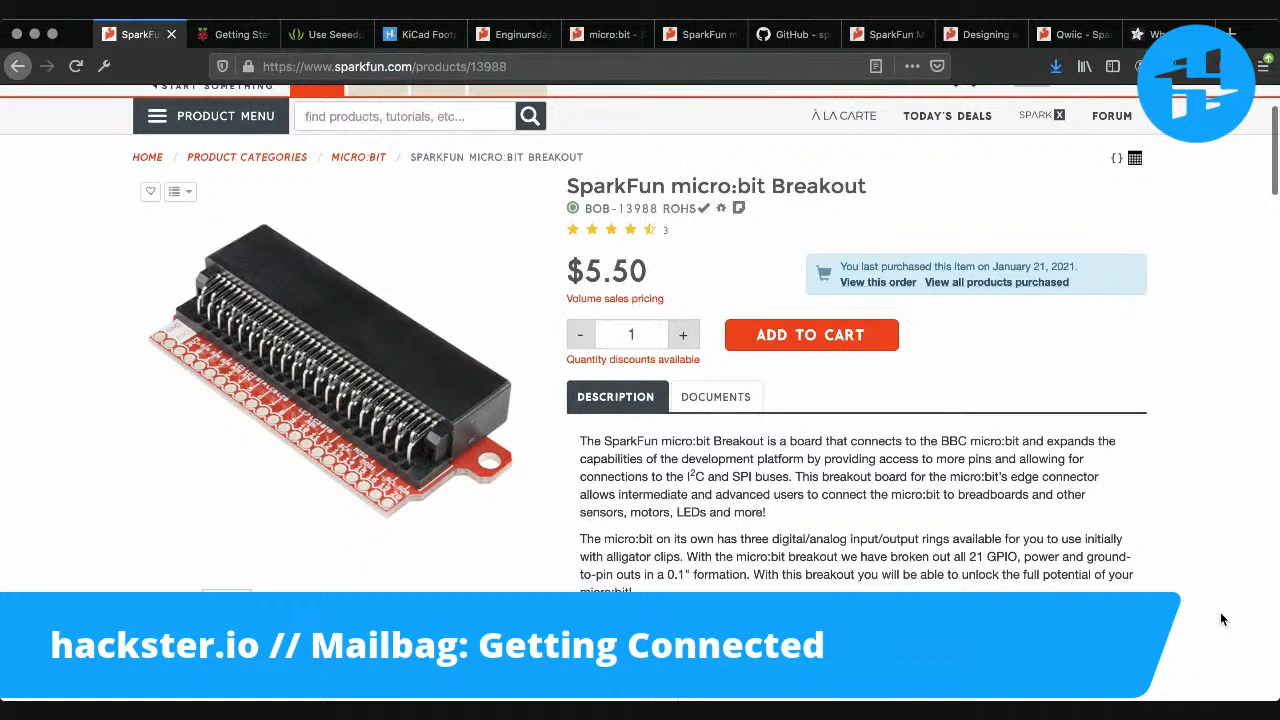 SparkFu
Getting Star
Use Seeedu
KiCad Footp
Enginursday
micro:bit - S
SparkFun mi
GitHub - sp
SparkFun M
Designing w
Qwiic - Spa
Wh
https://www.sparkfun.com/products/13988
START SOMETHING
PRODUCT MENU
find products, tutorials, etc...
À LA CARTE
TODAY'S DEALS
SPARK X
FORUM
HOME / PRODUCT CATEGORIES / MICRO:BIT / SPARKFUN MICRO:BIT BREAKOUT
{}
SparkFun micro:bit Breakout
BOB-13988 ROHS
3
$5.50
Volume sales pricing
You last purchased this item on January 21, 2021.
View this order View all products purchased
- 1 +
ADD TO CART
Quantity discounts available
DESCRIPTION
DOCUMENTS
The SparkFun micro:bit Breakout is a board that connects to the BBC micro:bit and expands the
capabilities of the development platform by providing access to more pins and allowing for
connections to the I²C and SPI buses. This breakout board for the micro:bit's edge connector
allows intermediate and advanced users to connect the micro:bit to breadboards and other
sensors, motors, LEDs and more!
The micro:bit on its own has three digital/analog input/output rings available for you to use initially
with alligator clips. With the micro:bit breakout we have broken out all 21 GPIO, power and ground-
to-pin outs in a 0.1" formation. With this breakout you will be able to unlock the full potential of your
micro:bit!
hackster.io // Mailbag: Getting Connected